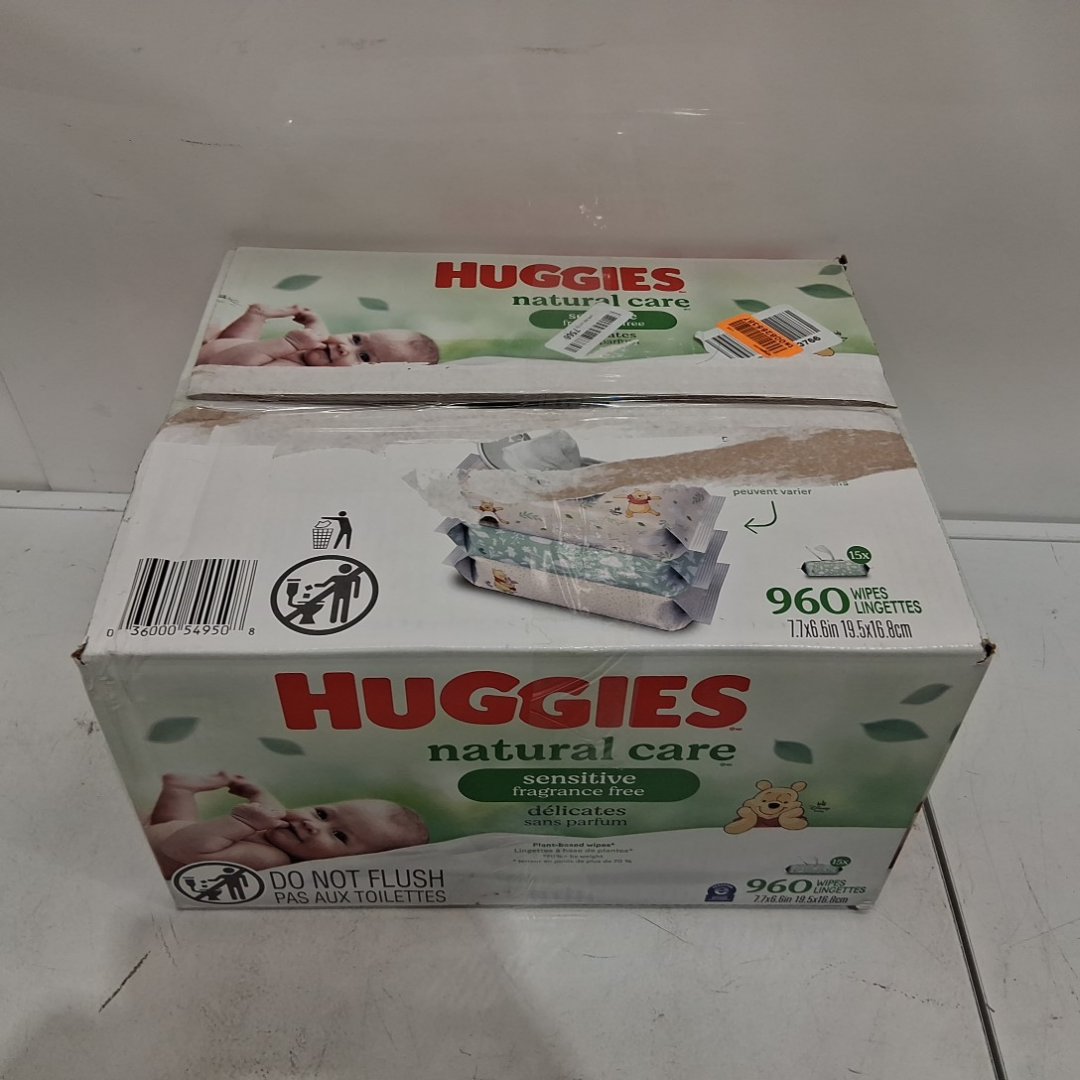 HUGGIES
natural care
3766
peuvent varier
15x
960 WIPES
LINGETTES
7.7x6.6in 19.5x16.8cm
0 36000 54950 8
HUGGIES
natural care
sensitive
fragrance free
délicates
sans parfum
Plant-based wipes*
Lingettes à base de plantes*
DO NOT FLUSH
PAS AUX TOILETTES
15x
960 WIPES
LINGETTES
7.7x6.6in 19.5x16.8cm